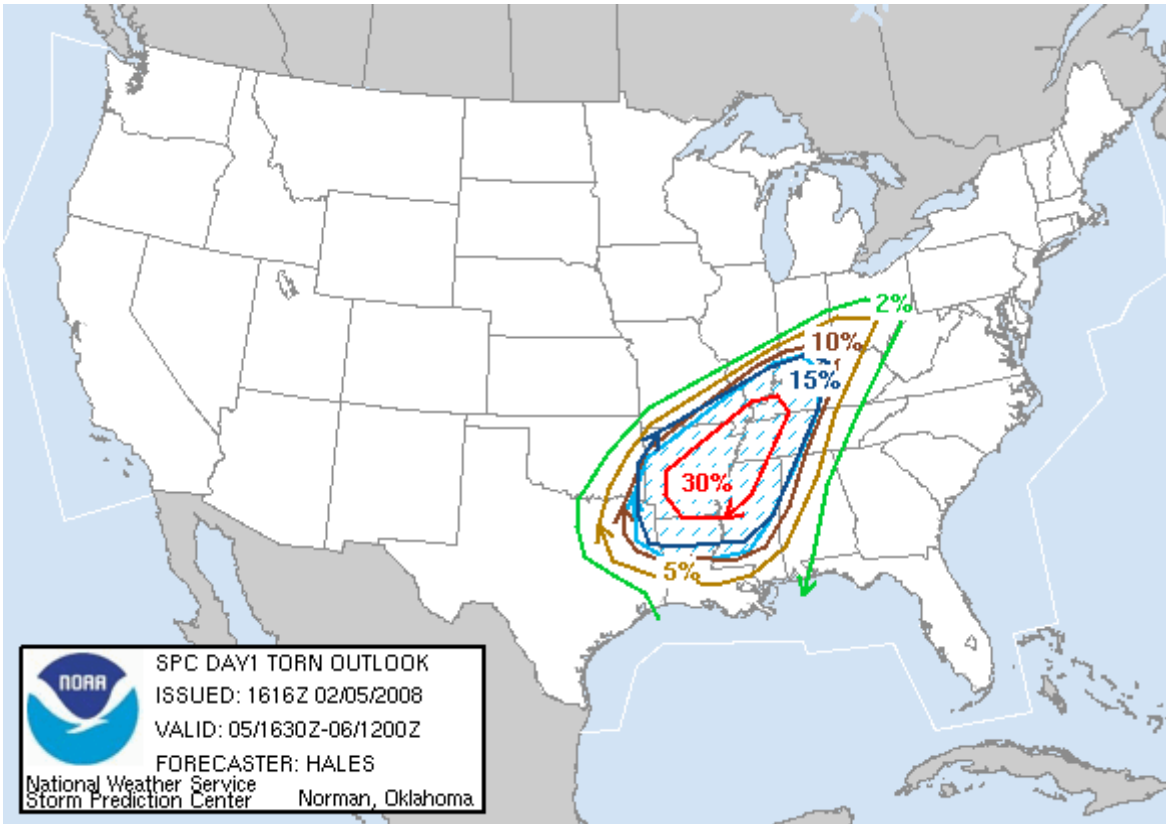 2%
10%
15%
30%
5%
NOAA
SPC DAY1 TORN OUTLOOK
ISSUED: 1616Z 02/05/2008
VALID: 05/1630Z-06/1200Z
FORECASTER: HALES
National Weather Service
Storm Prediction Center Norman, Oklahoma